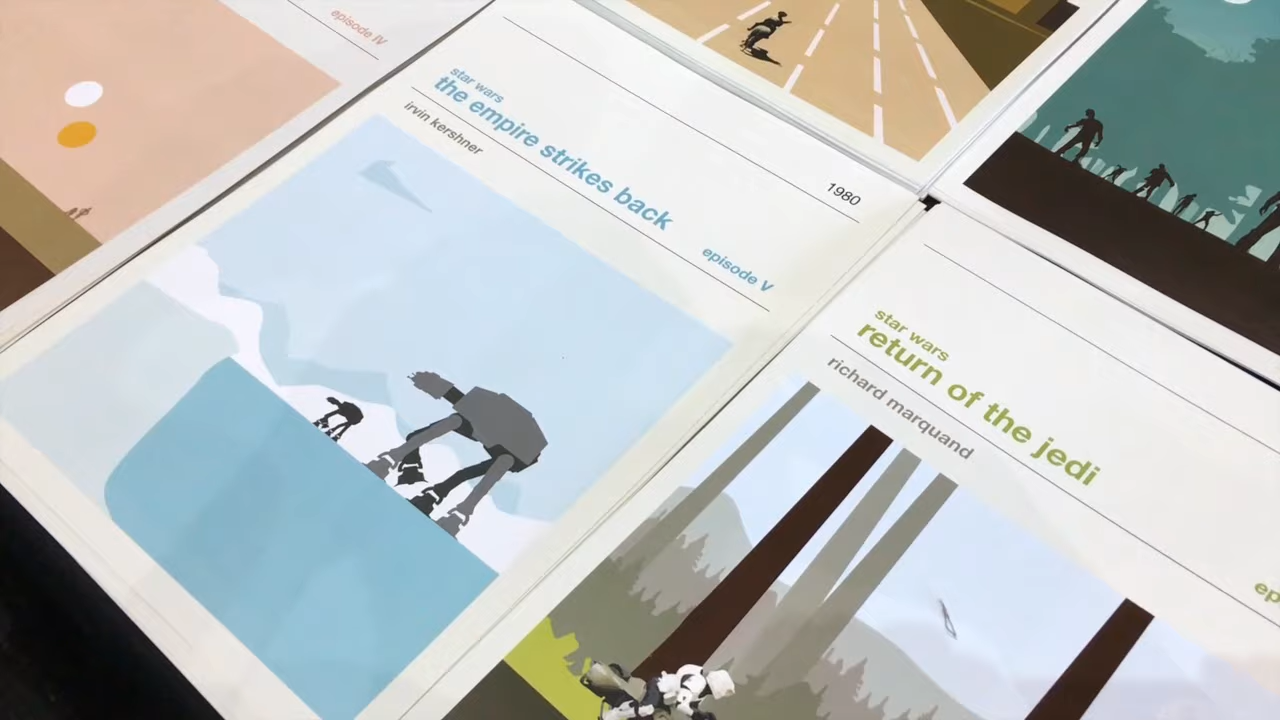 episode IV
star wars
the empire strikes back
irvin kershner
1980
episode V
star wars
return of the jedi
richard marquand
ep